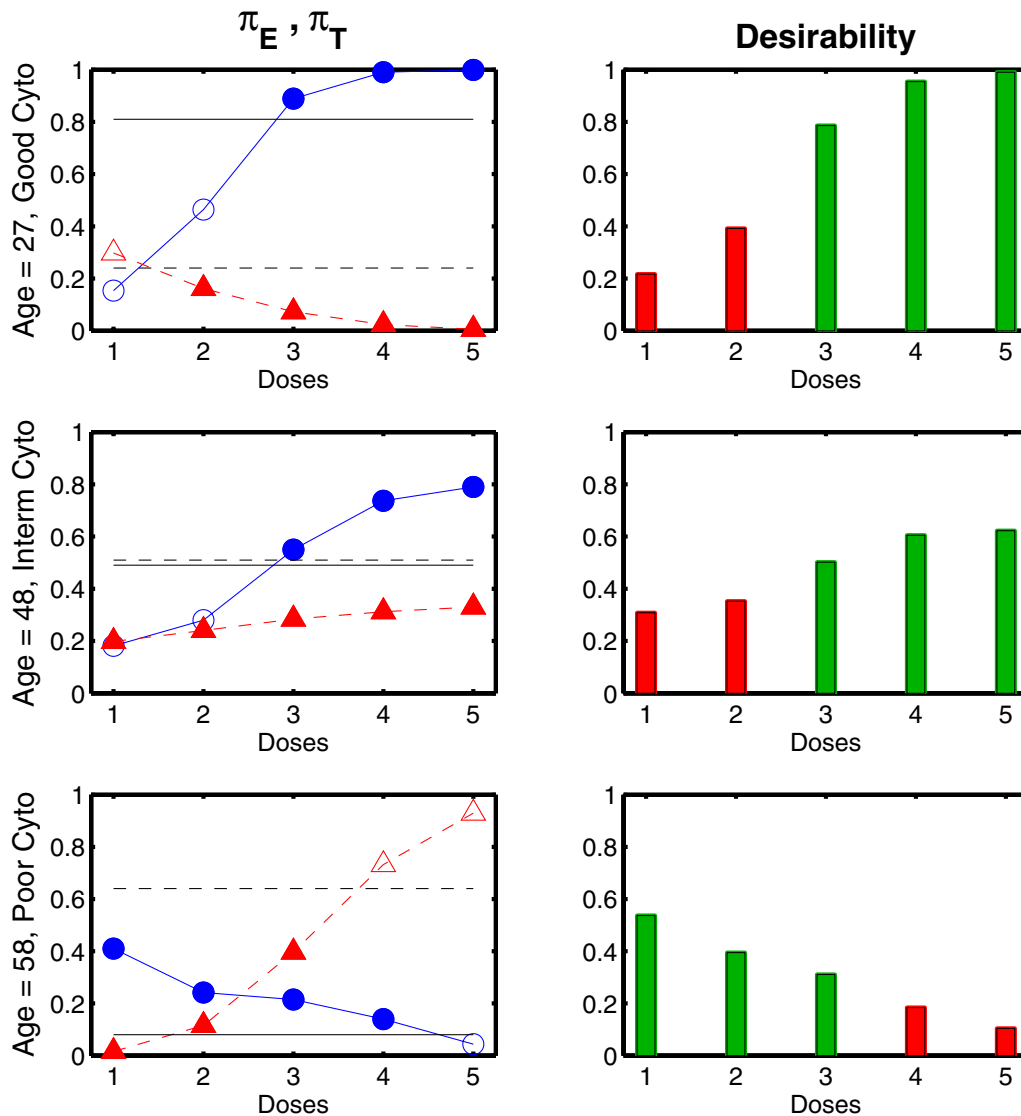 π_E , π_T
Desirability
Age = 27, Good Cyto
1
0.8
0.6
0.4
0.2
0
1 2 3 4 5
Doses
1
0.8
0.6
0.4
0.2
0
1 2 3 4 5
Doses
Age = 48, Interm Cyto
1
0.8
0.6
0.4
0.2
0
1 2 3 4 5
Doses
1
0.8
0.6
0.4
0.2
0
1 2 3 4 5
Doses
Age = 58, Poor Cyto
1
0.8
0.6
0.4
0.2
0
1 2 3 4 5
Doses
1
0.8
0.6
0.4
0.2
0
1 2 3 4 5
Doses